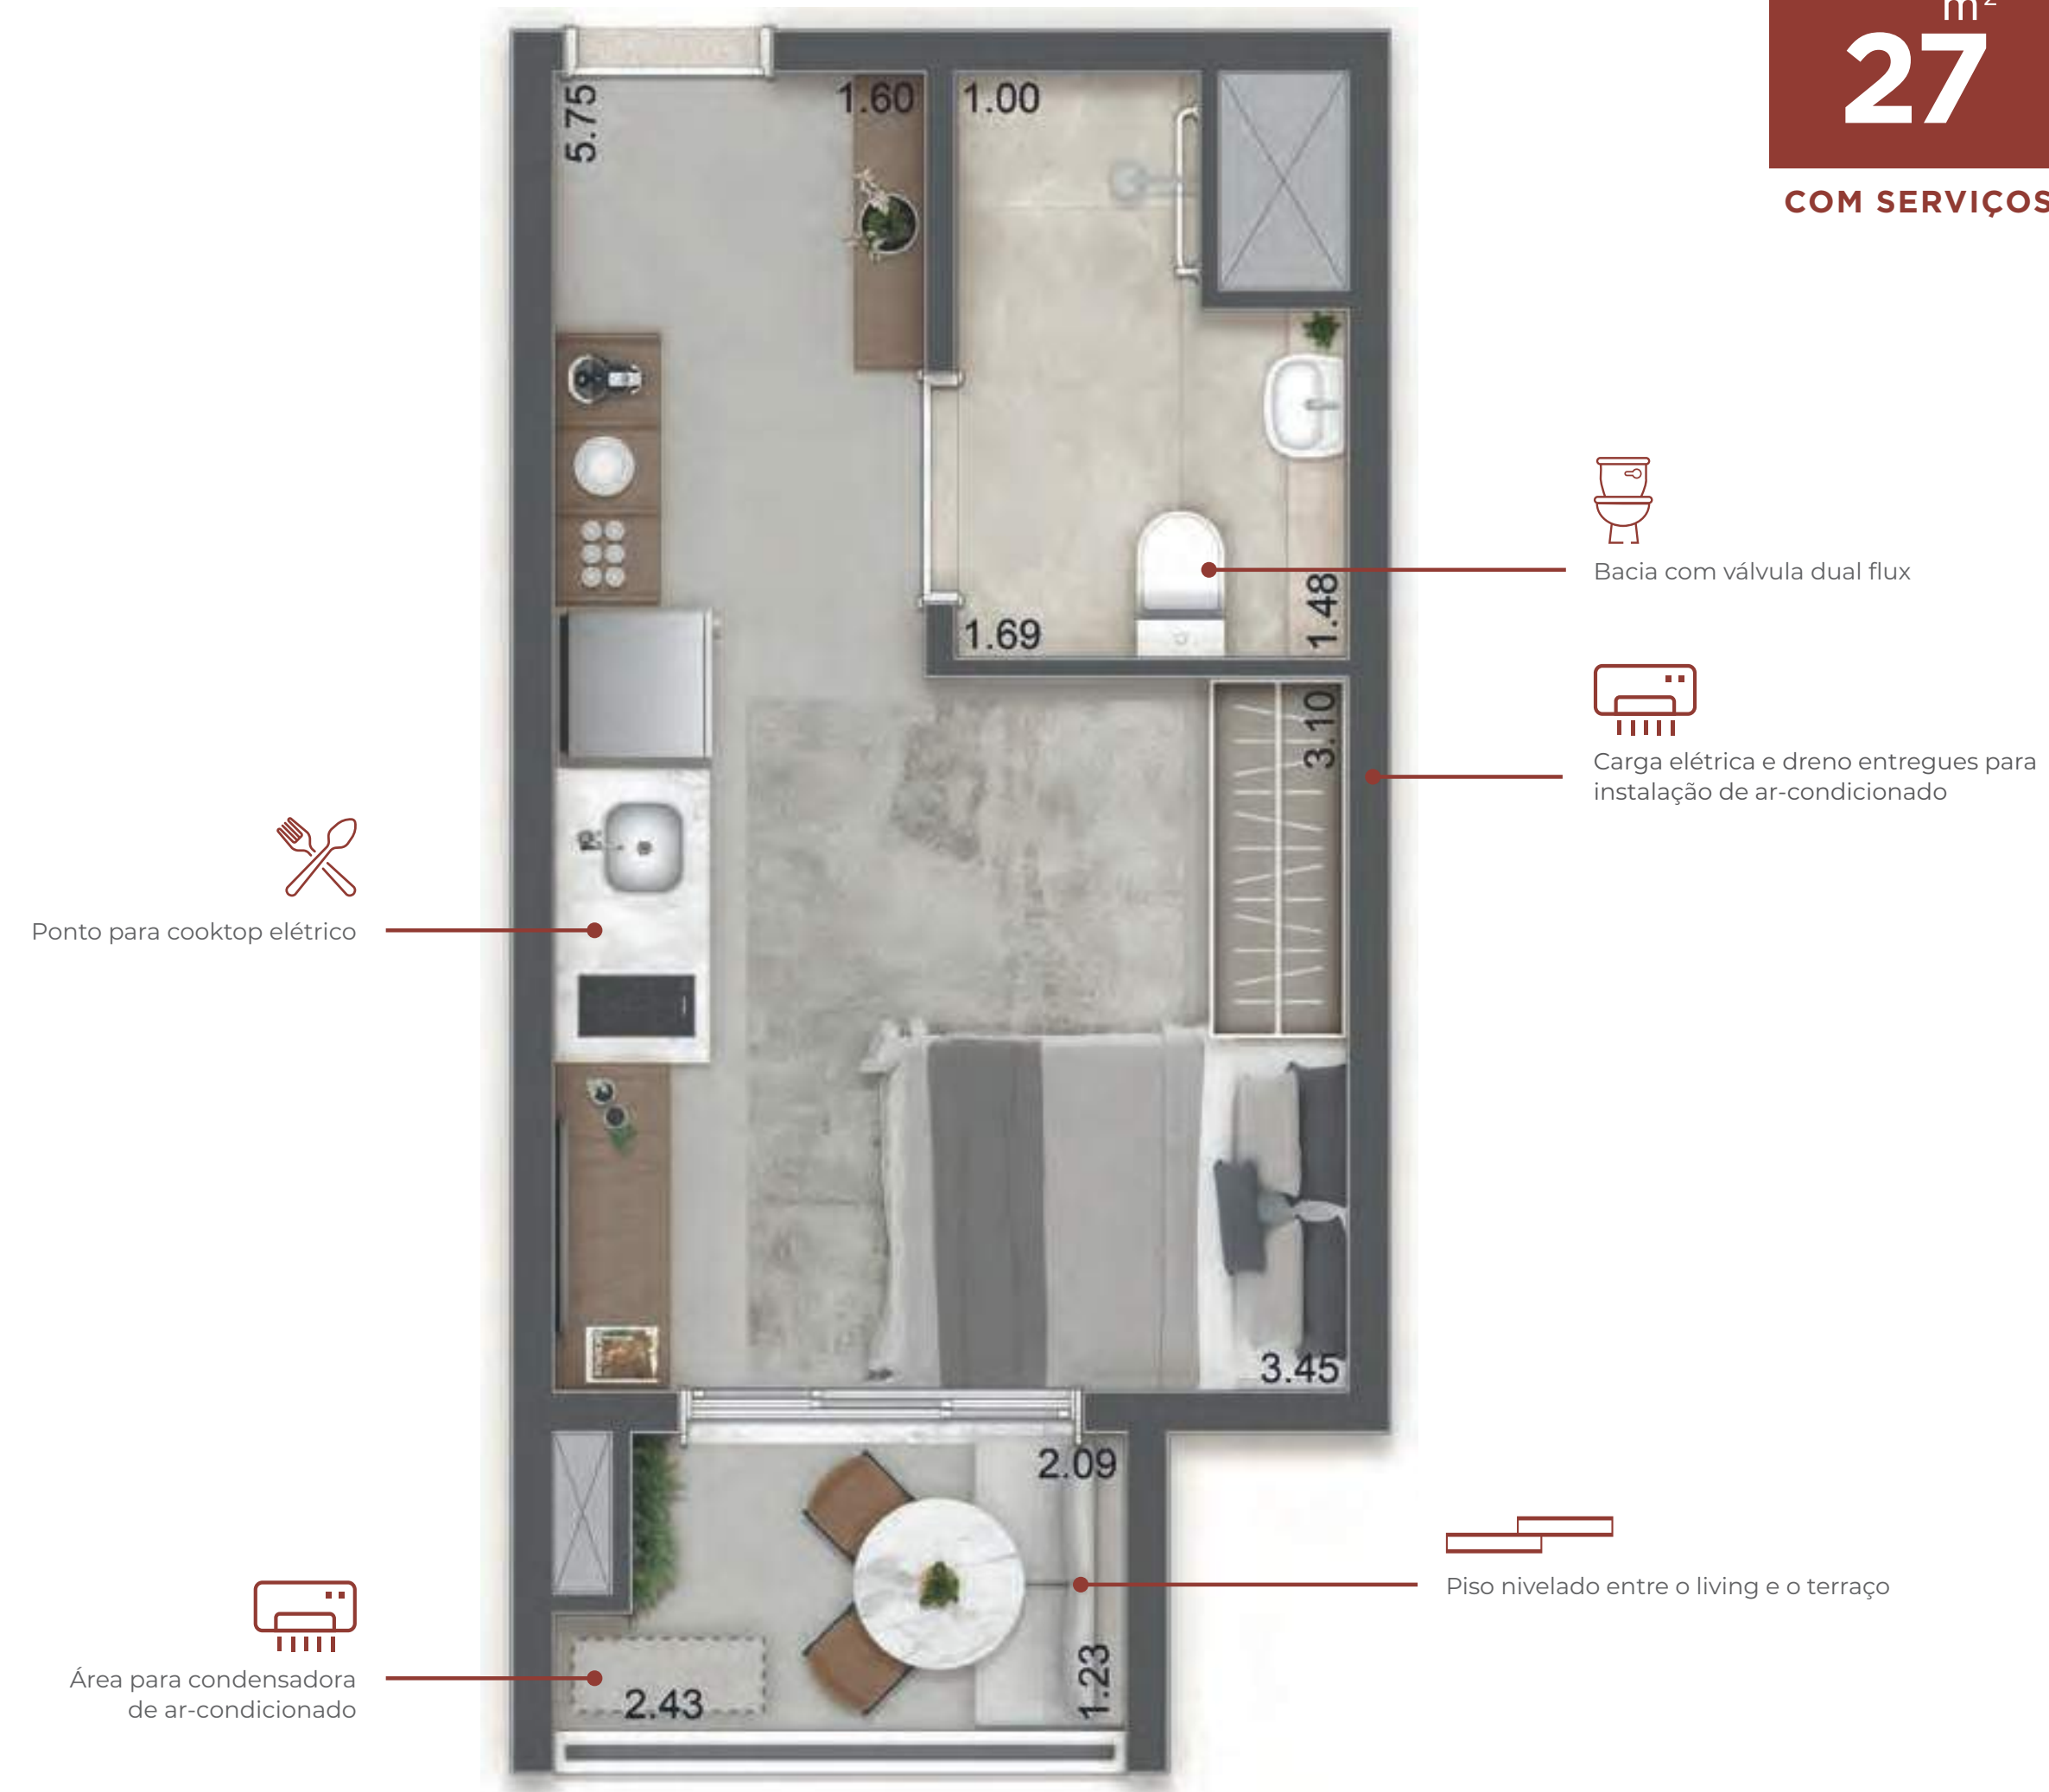 m²
27
COM SERVIÇOS
5.75
1.60
1.00
1.69
1.48
Bacia com válvula dual flux
3.10
Carga elétrica e dreno entregues para
instalação de ar-condicionado
Ponto para cooktop elétrico
3.45
2.09
Piso nivelado entre o living e o terraço
1.23
Área para condensadora
de ar-condicionado
2.43